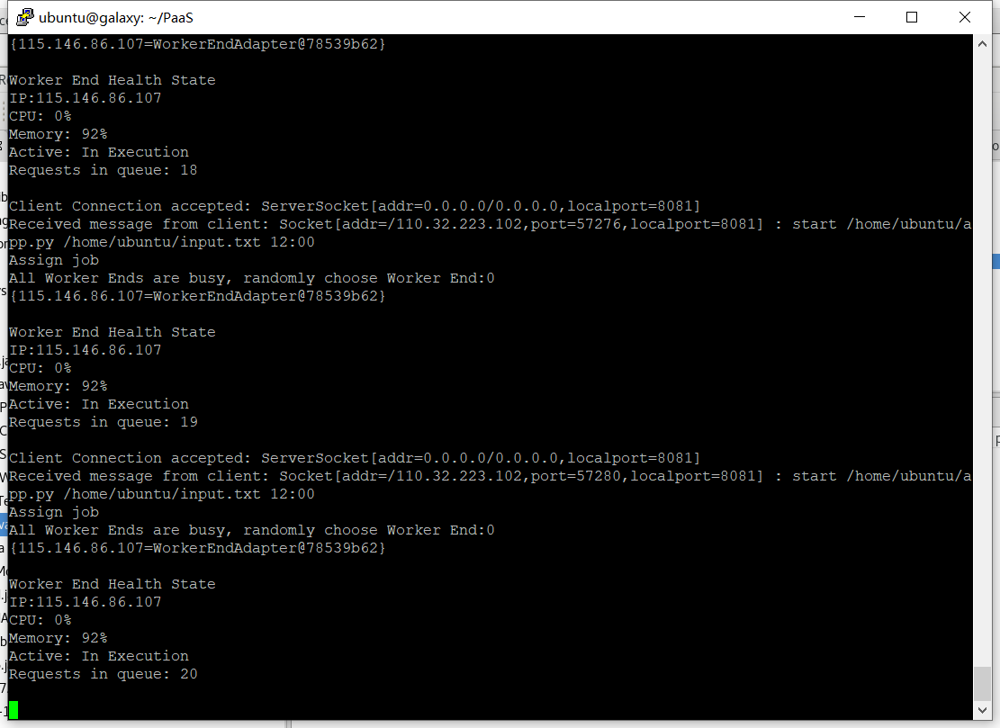 ubuntu@galaxy: ~/PaaS
{115.146.86.107=WorkerEndAdapter@78539b62}
Worker End Health State
IP:115.146.86.107
CPU: 0%
Memory: 92%
Active: In Execution
Requests in queue: 18
Client Connection accepted: ServerSocket[addr=0.0.0.0/0.0.0.0,localport=8081]
Received message from client: Socket[addr=/110.32.223.102,port=57276,localport=8081] : start /home/ubuntu/a
pp.py /home/ubuntu/input.txt 12:00
Assign job
All Worker Ends are busy, randomly choose Worker End:0
{115.146.86.107=WorkerEndAdapter@78539b62}
Worker End Health State
IP:115.146.86.107
CPU: 0%
Memory: 92%
Active: In Execution
Requests in queue: 19
Client Connection accepted: ServerSocket[addr=0.0.0.0/0.0.0.0,localport=8081]
Received message from client: Socket[addr=/110.32.223.102,port=57280,localport=8081] : start /home/ubuntu/a
pp.py /home/ubuntu/input.txt 12:00
Assign job
All Worker Ends are busy, randomly choose Worker End:0
{115.146.86.107=WorkerEndAdapter@78539b62}
Worker End Health State
IP:115.146.86.107
CPU: 0%
Memory: 92%
Active: In Execution
Requests in queue: 20